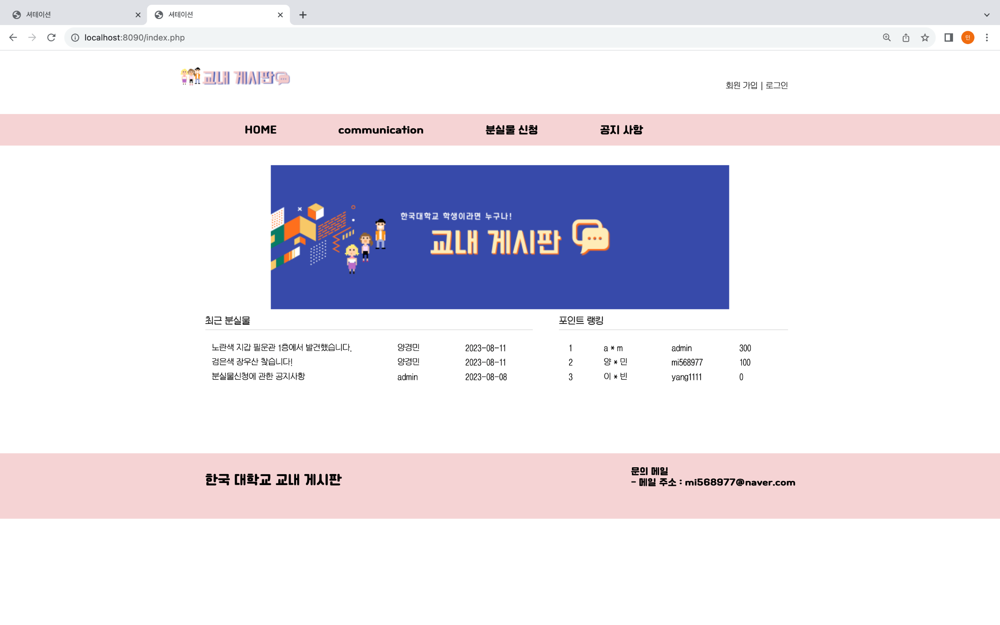 셔테이션
셔테이션
localhost:8090/index.php
민
교내 게시판
회원 가입 | 로그인
HOME communication 분실물 신청 공지 사항
한국대학교 학생이라면 누구나!
교내 게시판
최근 분실물
노란색 지갑 필운관 1층에서 발견했습니다. 양경민 2023-08-11
검은색 장우산 찾습니다! 양경민 2023-08-11
분실물신청에 관한 공지사항 admin 2023-08-08
포인트 랭킹
1 a * m admin 300
2 양 * 민 mi568977 100
3 이 * 빈 yang1111 0
한국 대학교 교내 게시판
문의 메일
- 메일 주소 : mi568977@naver.com